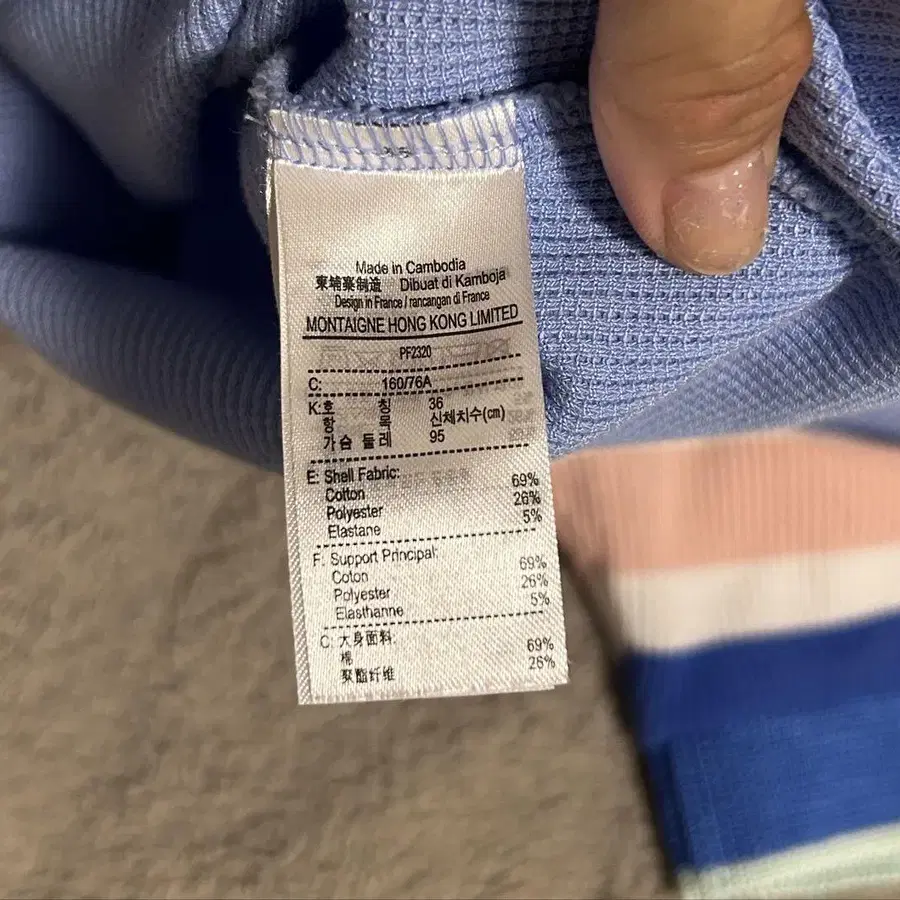 Made in Cambodia
柬埔寨制造 Dibuat di Kamboja
Design in France / rancangan di France
MONTAIGNE HONG KONG LIMITED
PF2320
C: 160/76A
K: 호 칭 36
항 목 신체치수(cm)
가슴 둘레 95
E: Shell Fabric:
Cotton 69%
Polyester 26%
Elastane 5%
F: Support Principal:
Coton 69%
Polyester 26%
Elasthanne 5%
C: 大身面料:
棉 69%
聚酯纤维 26%